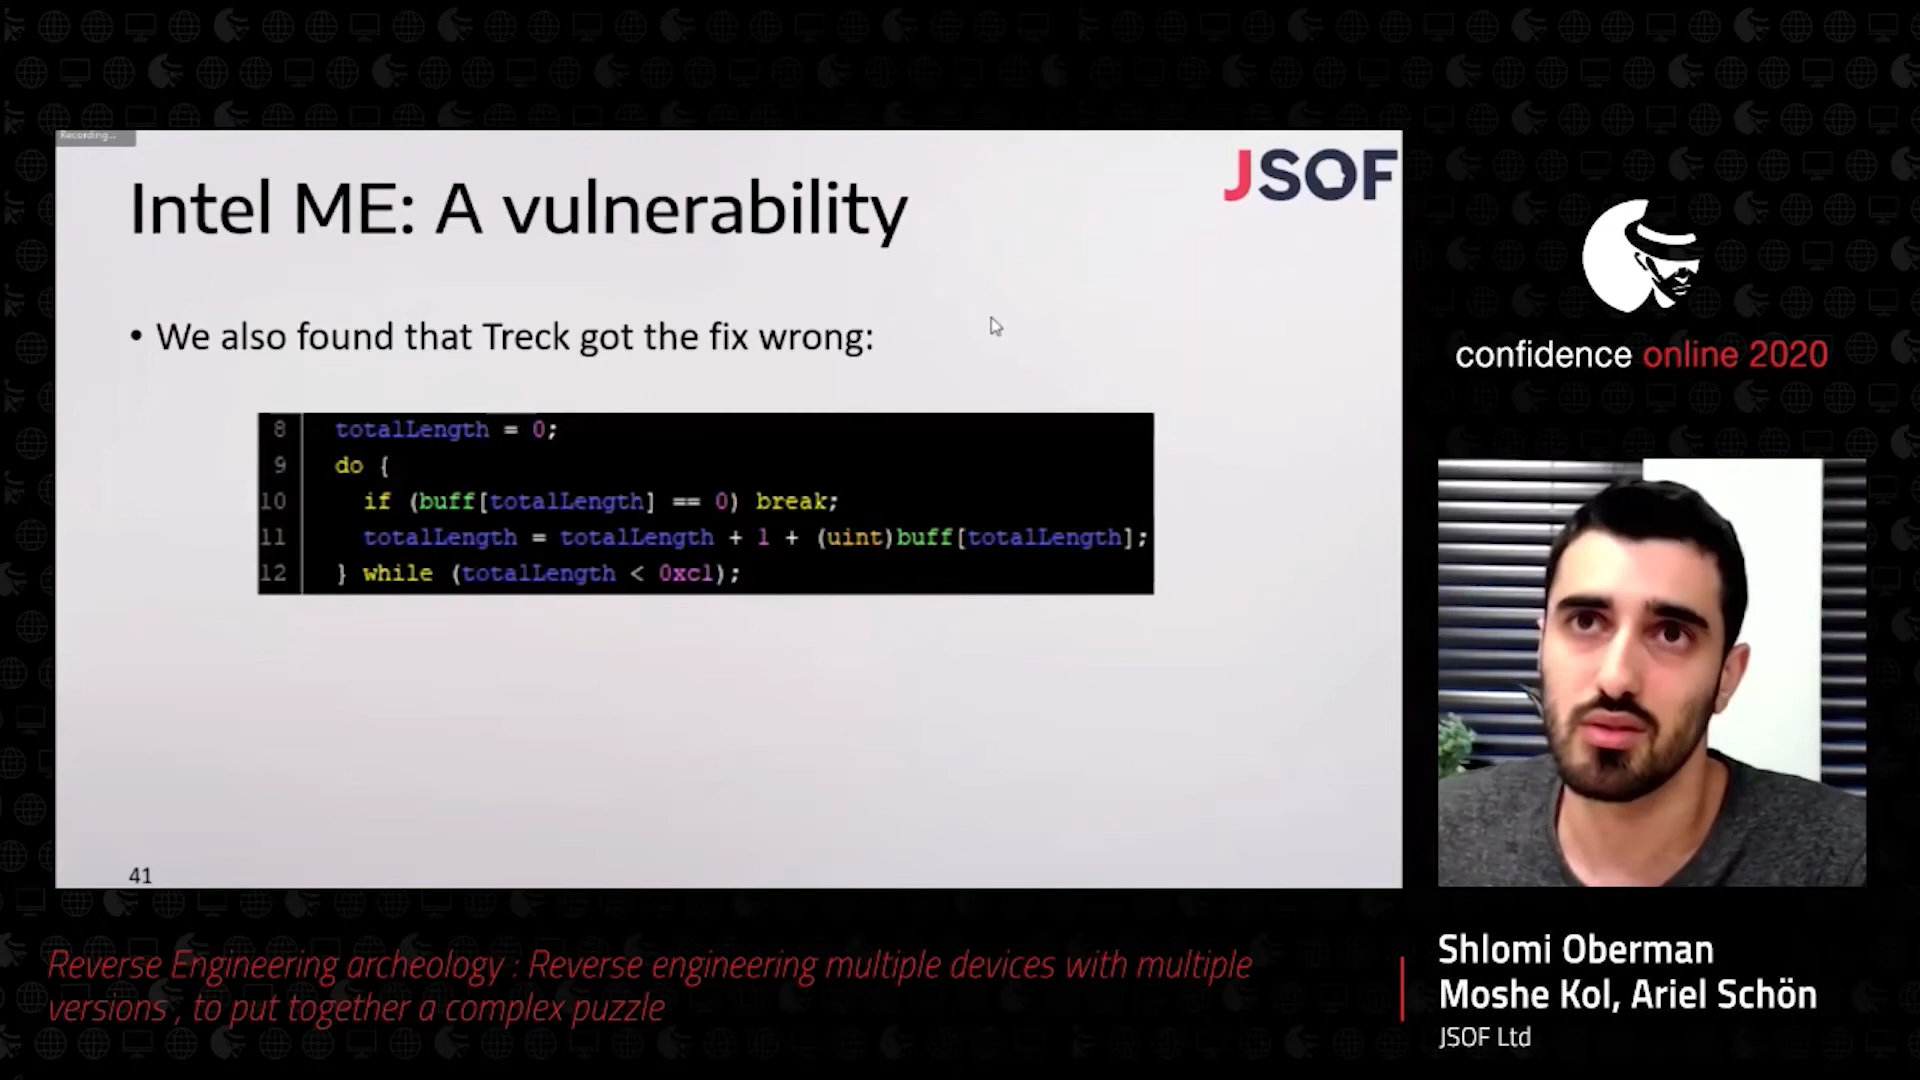 Recording...
JSOF
Intel ME: A vulnerability
• We also found that Treck got the fix wrong:
8 totalLength = 0;
9 do {
10 if (buff[totalLength] == 0) break;
11 totalLength = totalLength + 1 + (uint)buff[totalLength];
12 } while (totalLength < 0xc1);
41
confidence online 2020
Reverse Engineering archeology : Reverse engineering multiple devices with multiple
versions , to put together a complex puzzle
Shlomi Oberman
Moshe Kol, Ariel Schön
JSOF Ltd